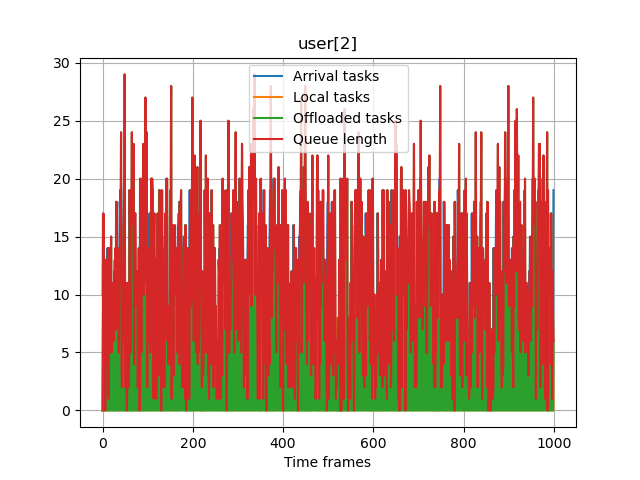 user[2]
30
25
20
15
10
5
0
Arrival tasks
Local tasks
Offloaded tasks
Queue length
0 200 400 600 800 1000
Time frames